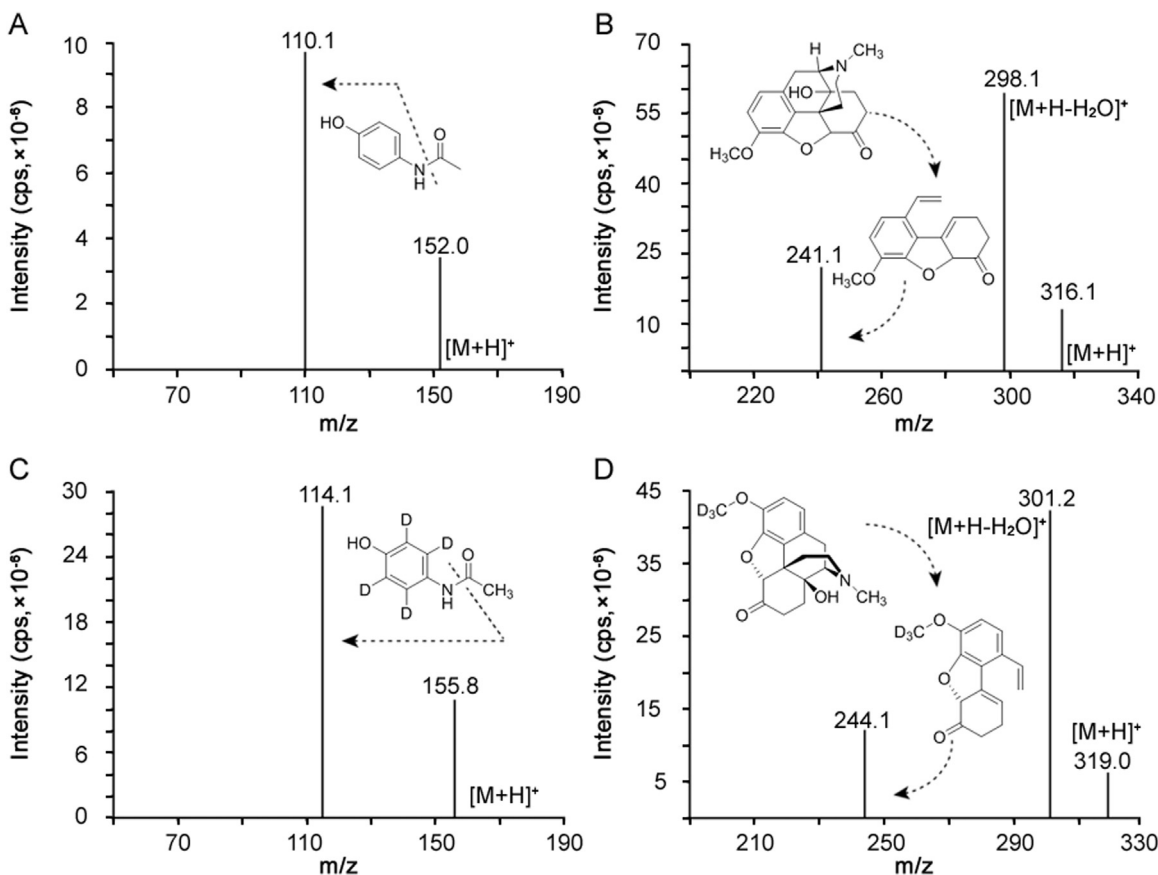 A
Intensity (cps, ×10⁻⁶)
10
8
6
4
2
0
110.1
152.0
[M+H]⁺
HO
O
N
H
70
110
150
190
m/z
B
Intensity (cps, ×10⁻⁶)
70
55
40
25
10
H
N
CH₃
HO
H₃CO
O
O
298.1
[M+H-H₂O]⁺
241.1
H₃CO
O
O
316.1
[M+H]⁺
220
260
300
340
m/z
C
Intensity (cps, ×10⁻⁶)
30
24
18
12
6
0
114.1
D
HO
D
O
D
N
H
CH₃
D
155.8
[M+H]⁺
70
110
150
190
m/z
D
Intensity (cps, ×10⁻⁶)
45
35
25
15
5
D₃C
O
O
N
OH
CH₃
O
301.2
[M+H-H₂O]⁺
D₃C
O
O
O
244.1
[M+H]⁺
319.0
210
250
290
330
m/z